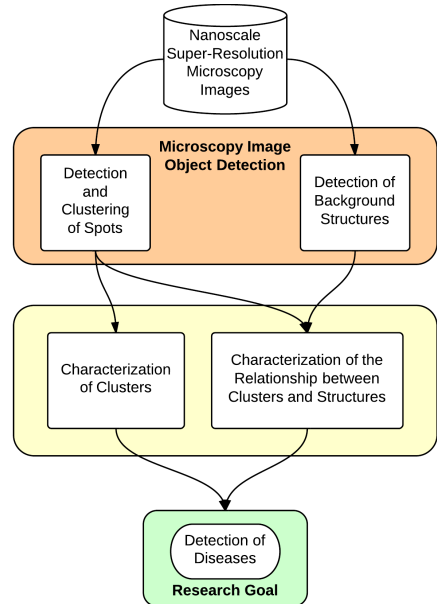 Nanoscale
Super-Resolution
Microscopy
Images
Microscopy Image
Object Detection
Detection
and
Clustering
of Spots
Detection of
Background
Structures
Characterization
of Clusters
Characterization of the
Relationship between
Clusters and Structures
Detection of
Diseases
Research Goal